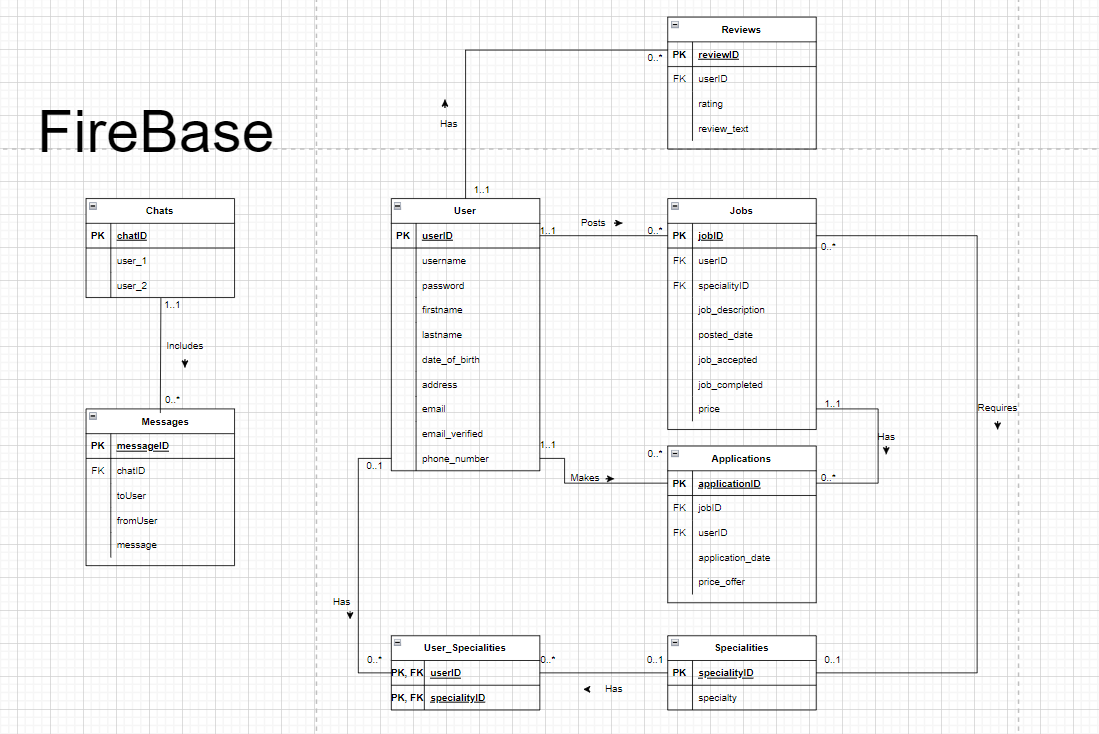 FireBase
Reviews
PK reviewID
FK userID
rating
review_text
0..*
Has
1..1
Chats
PK chatID
user_1
user_2
1..1
Includes
0..*
Messages
PK messageID
FK chatID
toUser
fromUser
message
User
PK userID
username
password
firstname
lastname
date_of_birth
address
email
email_verified
phone_number
1..1
Posts
0..*
Jobs
PK jobID
FK userID
FK specialityID
job_description
posted_date
job_accepted
job_completed
price
0..*
Requires
0..1
1..1
Has
0..*
1..1
Makes
0..*
Applications
PK applicationID
FK jobID
FK userID
application_date
price_offer
0..1
Has
0..*
User_Specialities
PK, FK userID
PK, FK specialityID
0..*
Has
0..1
Specialities
PK specialityID
specialty